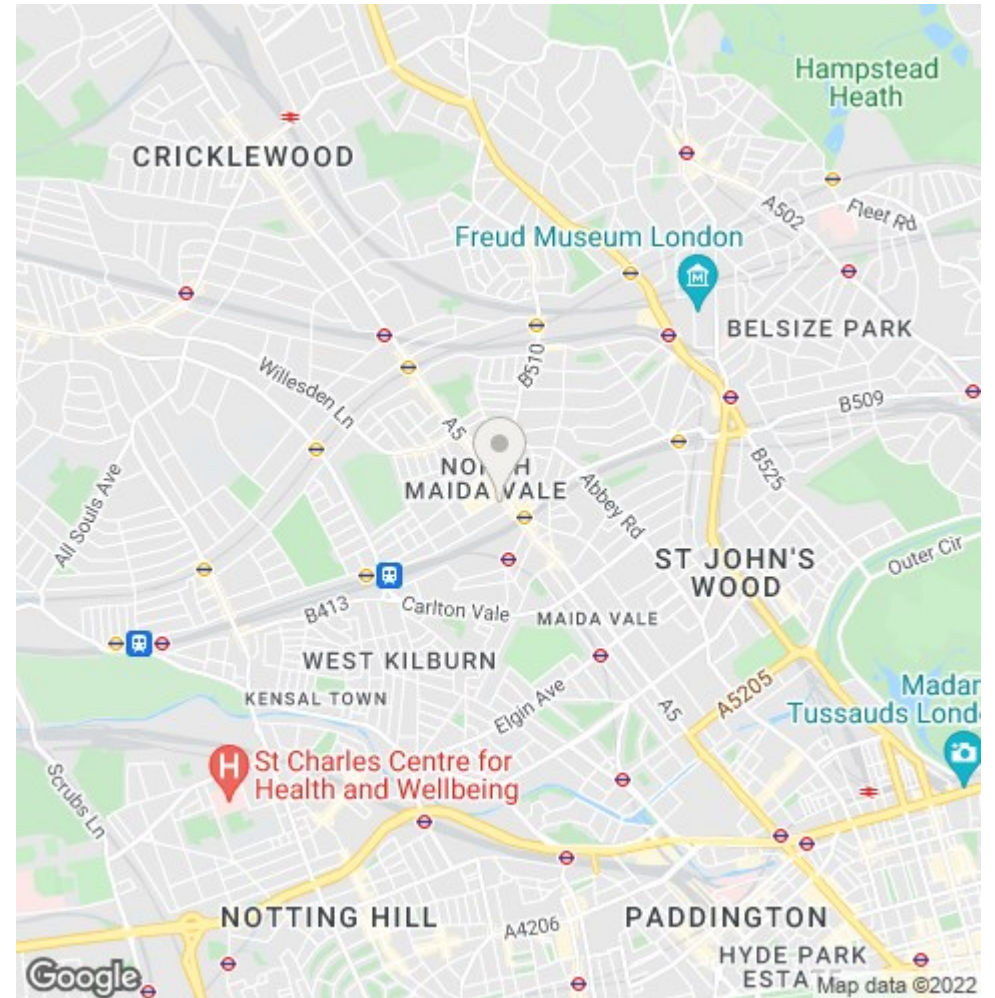 Hampstead
Heath
CRICKLEWOOD
A502
Fleet Rd
Freud Museum London
M
BELSIZE PARK
B510
Willesden Ln
A5
B509
B525
MAIDA VALE
Abbey Rd
All Souls Ave
ST JOHN'S
WOOD
Outer Cir
B413
Carlton Vale
MAIDA VALE
WEST KILBURN
KENSAL TOWN
Elgin Ave
A5
A5205
Madam
Tussauds Londo
H
St Charles Centre for
Health and Wellbeing
Scrubs Ln
NOTTING HILL
A4206
PADDINGTON
HYDE PARK
ESTATE
Google
Map data ©2022